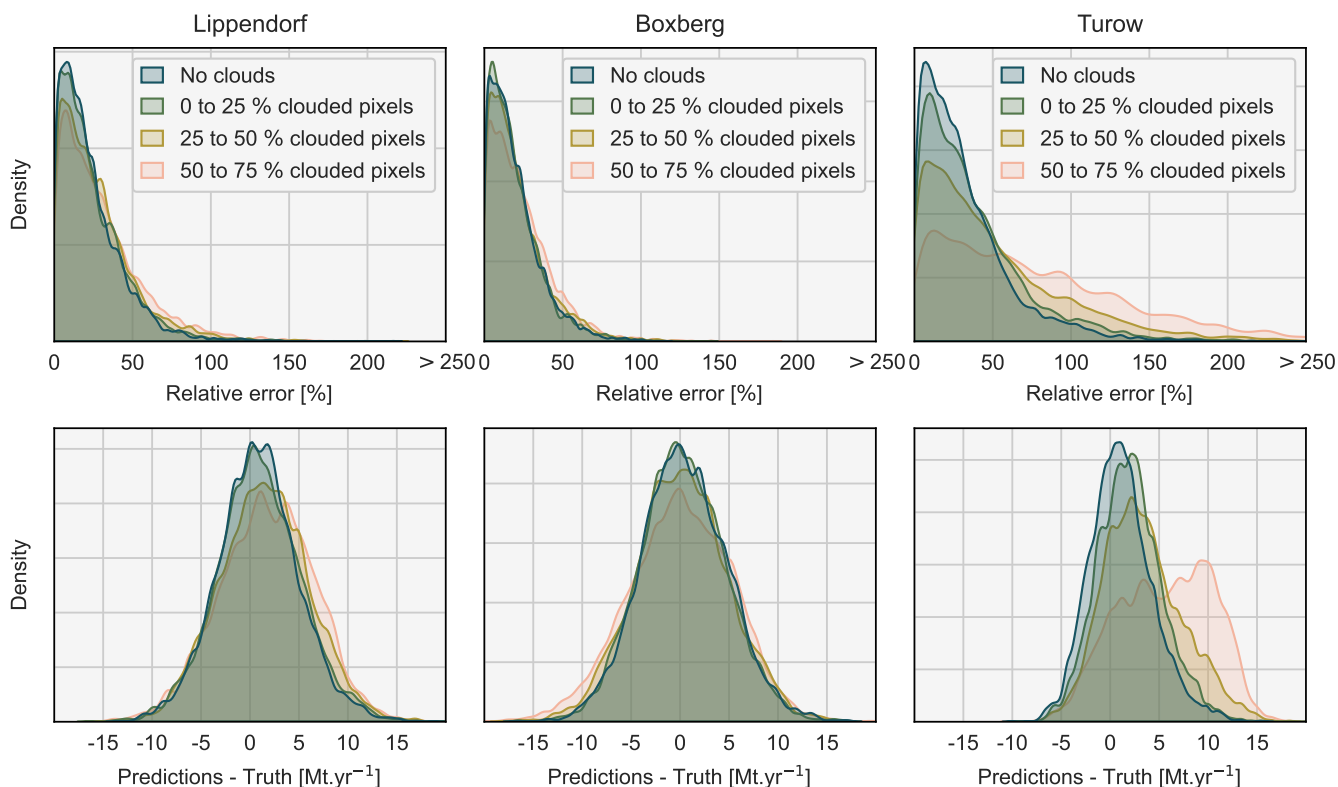 Lippendorf
Boxberg
Turow
Density
No clouds
0 to 25 % clouded pixels
25 to 50 % clouded pixels
50 to 75 % clouded pixels
No clouds
0 to 25 % clouded pixels
25 to 50 % clouded pixels
50 to 75 % clouded pixels
No clouds
0 to 25 % clouded pixels
25 to 50 % clouded pixels
50 to 75 % clouded pixels
0 50 100 150 200 > 250
0 50 100 150 200 > 250
0 50 100 150 200 > 250
Relative error [%]
Relative error [%]
Relative error [%]
Density
-15 -10 -5 0 5 10 15
-15 -10 -5 0 5 10 15
-15 -10 -5 0 5 10 15
Predictions - Truth [Mt.yr⁻¹]
Predictions - Truth [Mt.yr⁻¹]
Predictions - Truth [Mt.yr⁻¹]